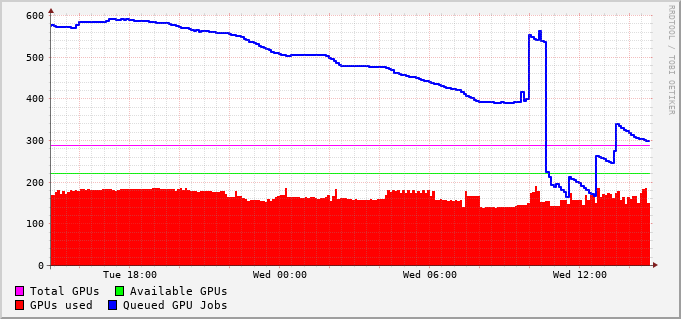 600
500
400
300
200
100
0
Tue 18:00 Wed 00:00 Wed 06:00 Wed 12:00
Total GPUs Available GPUs
GPUs used Queued GPU Jobs
RRDTOOL / TOBI OETIKER